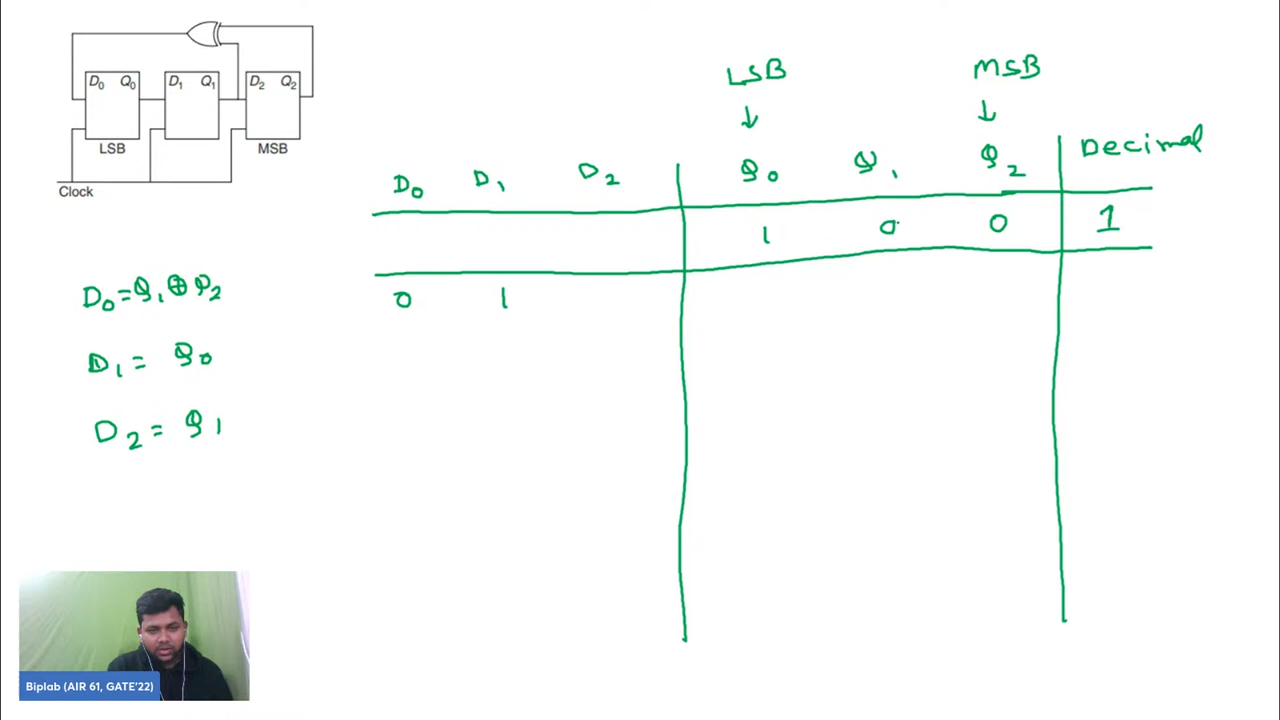 D0 Q0 D1 Q1 D2 Q2
LSB MSB
Clock
LSB MSB
↓ ↓
D0 D1 D2 Q0 Q1 Q2 Decimal
1 0 0 1
0 1
D0 = Q1 ⊕ Q2
D1 = Q0
D2 = Q1
Biplab (AIR 61, GATE'22)